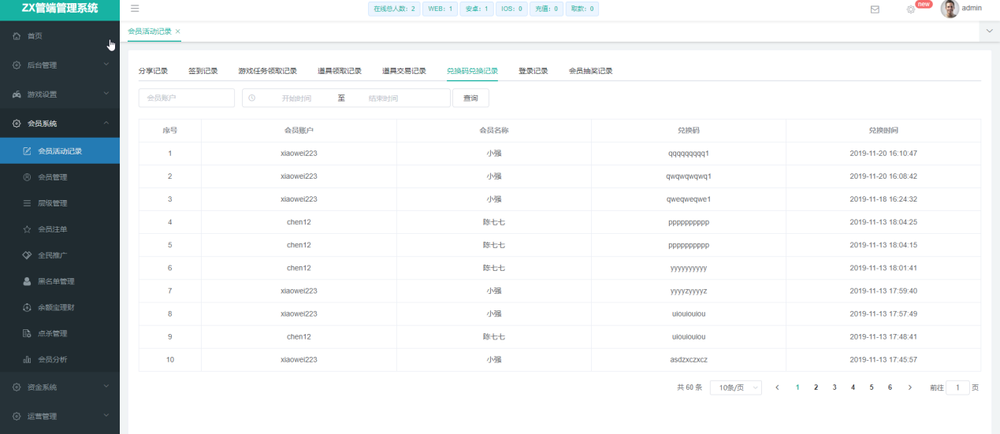 ZX管端管理系统
在线总人数：2 WEB：1 安卓：1 IOS：0 充值：0 取款：0
new
admin
首页
后台管理
游戏设置
会员系统
会员活动记录
会员管理
层级管理
会员注单
全民推广
黑名单管理
余额宝理财
点杀管理
会员分析
资金系统
运营管理
会员活动记录 ×
分享记录 签到记录 游戏任务领取记录 道具领取记录 道具交易记录 兑换码兑换记录 登录记录 会员抽奖记录
会员账户 开始时间 至 结束时间 查询
序号 会员账户 会员名称 兑换码 兑换时间
1 xiaowei223 小强 qqqqqqqqq1 2019-11-20 16:10:47
2 xiaowei223 小强 qwqwqwqwq1 2019-11-20 16:08:42
3 xiaowei223 小强 qweqweqwe1 2019-11-18 16:24:32
4 chen12 陈七七 pppppppppp 2019-11-13 18:04:25
5 chen12 陈七七 pppppppppp 2019-11-13 18:04:15
6 chen12 陈七七 yyyyyyyyyy 2019-11-13 18:01:41
7 xiaowei223 小强 yyyyzyyyyz 2019-11-13 17:59:40
8 xiaowei223 小强 uiouiouiou 2019-11-13 17:57:49
9 chen12 陈七七 uiouiouiou 2019-11-13 17:48:41
10 xiaowei223 小强 asdzxczxcz 2019-11-13 17:45:57
共 60 条 10条/页 < 1 2 3 4 5 6 > 前往 1 页